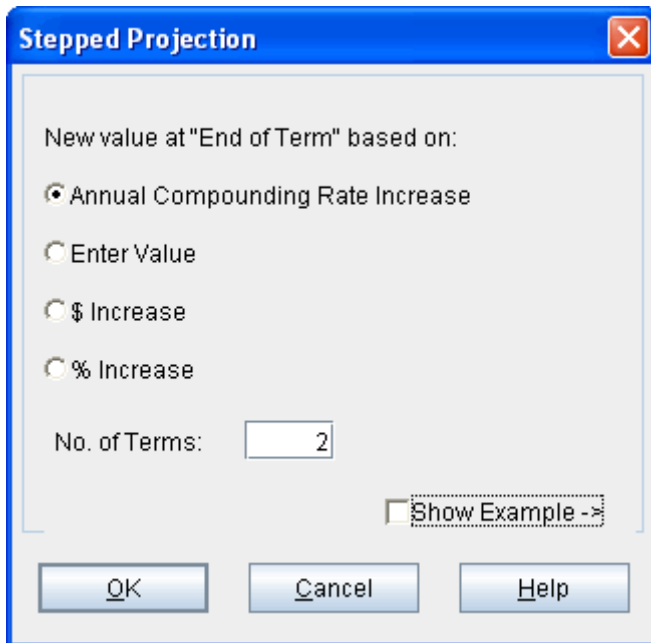 Stepped Projection
New value at "End of Term" based on:
Annual Compounding Rate Increase
Enter Value
$ Increase
% Increase
No. of Terms: 2
Show Example ->
OK Cancel Help